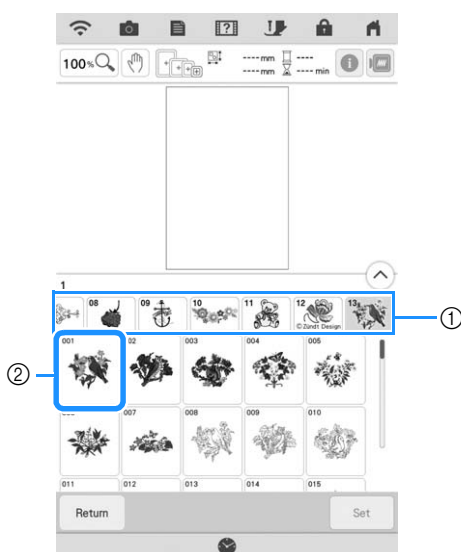 100%
----mm ----
----mm ---- min
1
08 09 10 11 12 13
© Zündt Design
①
001 02 003 004 005
②
007 008 009 010
011 012 013 014 015
Return Set